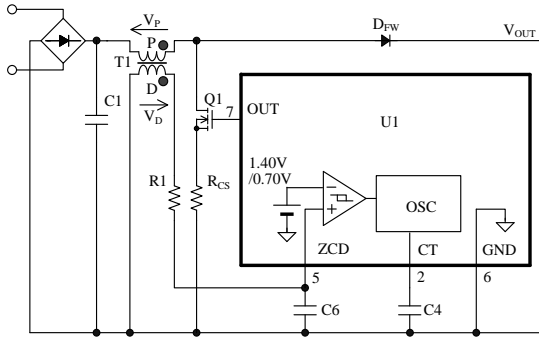 V_P
D_FW
V_OUT
P
T1
D
V_D
C1
Q1
7
OUT
U1
1.40V
/0.70V
R1
R_CS
−
+
OSC
ZCD
CT
GND
5
2
6
C6
C4